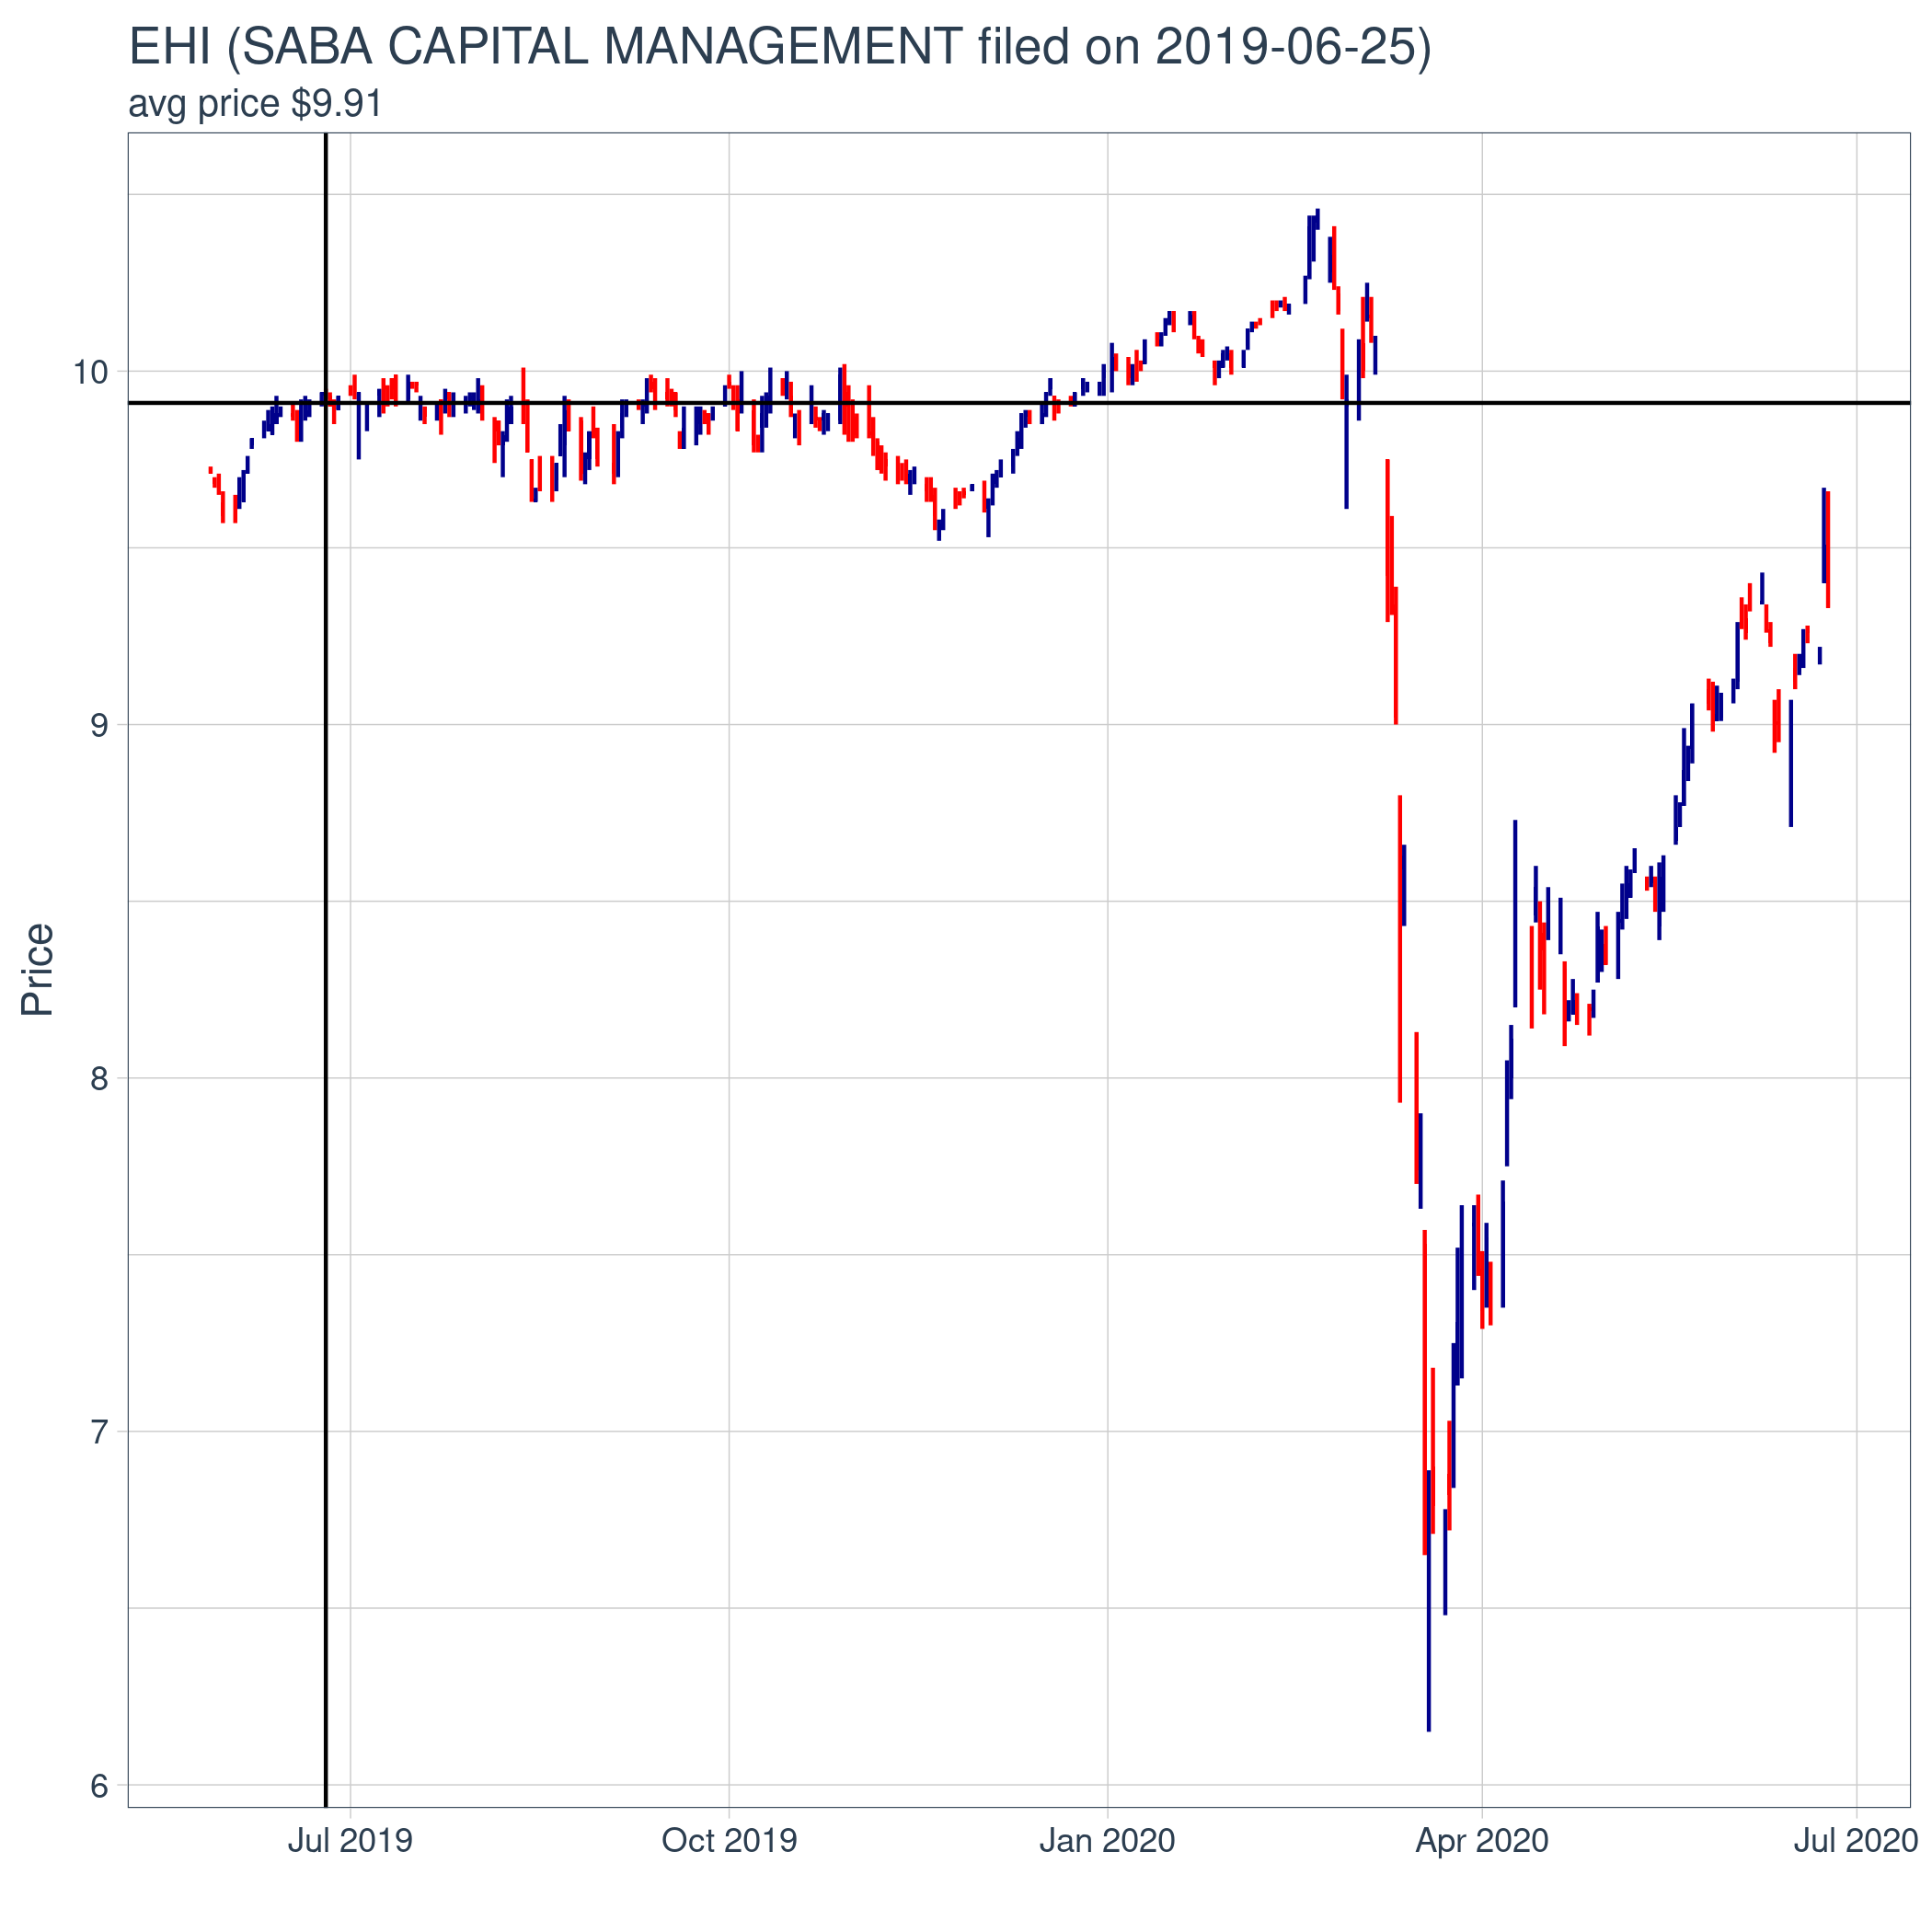 EHI (SABA CAPITAL MANAGEMENT filed on 2019-06-25)
avg price $9.91
Price
10
9
8
7
6
Jul 2019
Oct 2019
Jan 2020
Apr 2020
Jul 2020